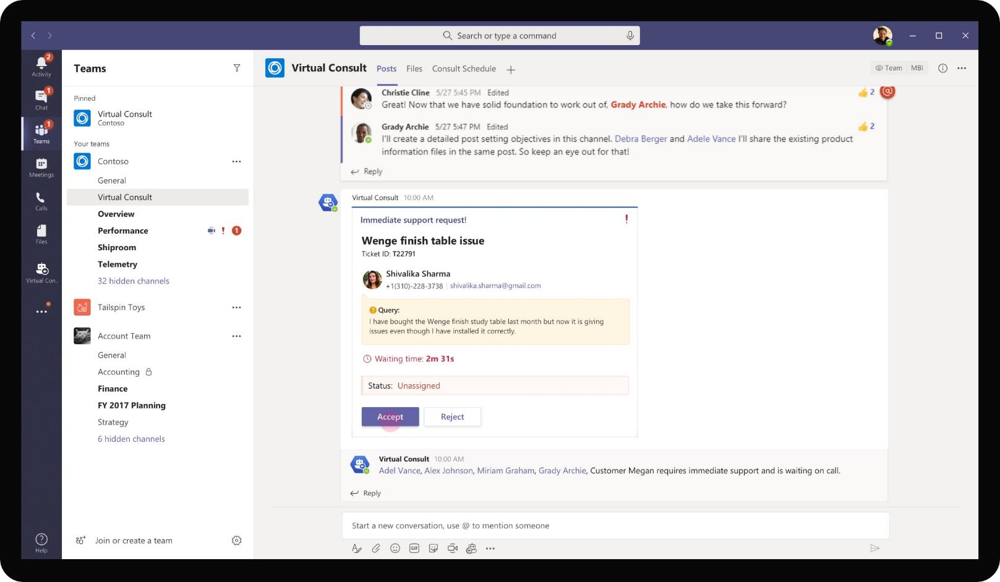 Search or type a command
2
Activity
1
Chat
1
Teams
Meetings
Calls
Files
Virtual Con..
Help
Teams
Pinned
Virtual Consult
Contoso
Your teams
Contoso
General
Virtual Consult
Overview
Performance 1
Shiproom
Telemetry
32 hidden channels
Tailspin Toys
Account Team
General
Accounting
Finance
FY 2017 Planning
Strategy
6 hidden channels
Join or create a team
Virtual Consult Posts Files Consult Schedule
Team MBI
Christie Cline 5/27 5:45 PM Edited 2
Great! Now that we have solid foundation to work out of, Grady Archie, how do we take this forward?
Grady Archie 5/27 5:47 PM Edited 2
I'll create a detailed post setting objectives in this channel. Debra Berger and Adele Vance I'll share the existing product
information files in the same post. So keep an eye out for that!
Reply
Virtual Consult 10:00 AM
Immediate support request! !
Wenge finish table issue
Ticket ID: T22791
Shivalika Sharma
+1(310)-228-3738 | shivalika.sharma@gmail.com
Query:
I have bought the Wenge finish study table last month but now it is giving
issues even though I have installed it correctly.
Waiting time: 2m 31s
Status: Unassigned
Accept Reject
Virtual Consult 10:00 AM
Adel Vance, Alex Johnson, Miriam Graham, Grady Archie, Customer Megan requires immediate support and is waiting on call.
Reply
Start a new conversation, use @ to mention someone
GIF